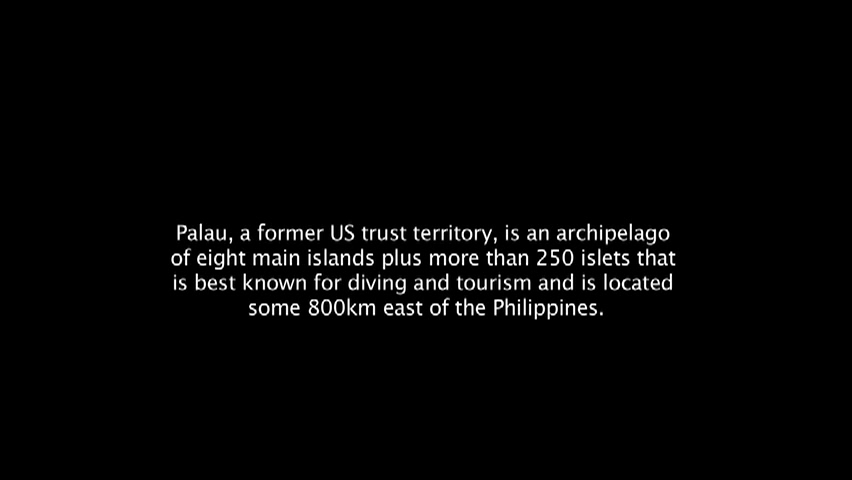 Palau, a former US trust territory, is an archipelago
of eight main islands plus more than 250 islets that
is best known for diving and tourism and is located
some 800km east of the Philippines.